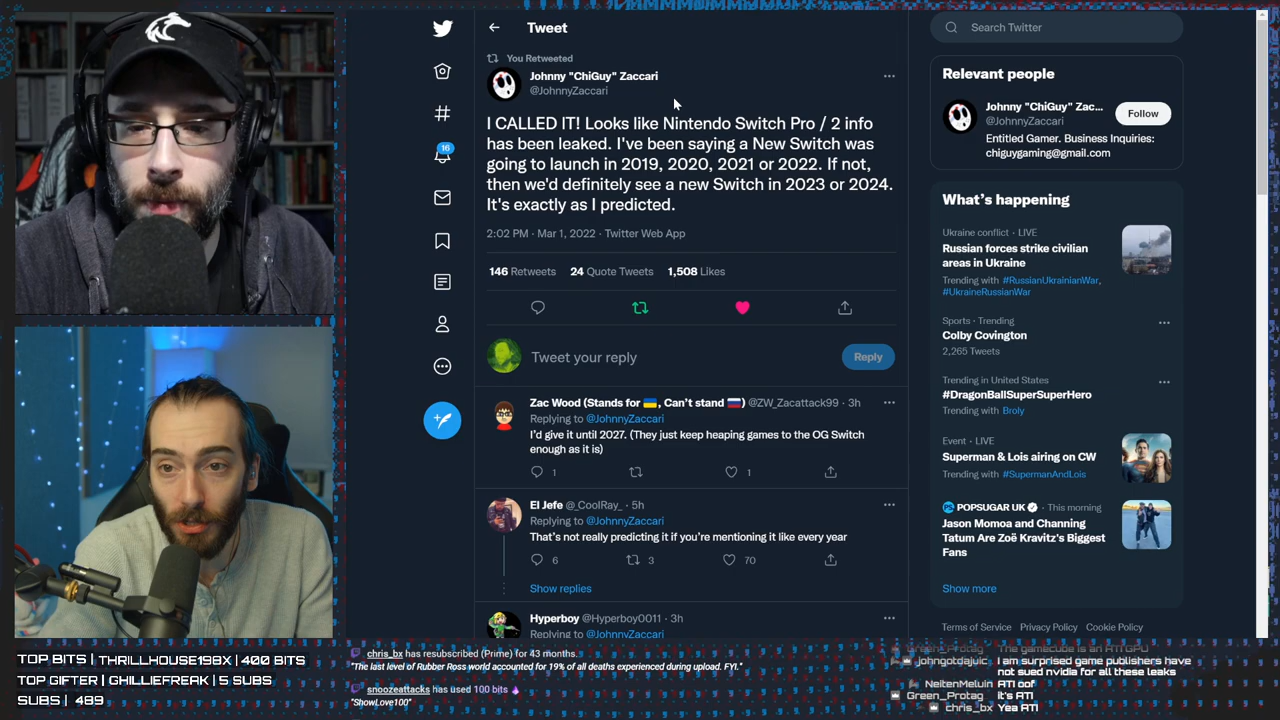 Tweet
Search Twitter
You Retweeted
Johnny "ChiGuy" Zaccari
@JohnnyZaccari
I CALLED IT! Looks like Nintendo Switch Pro / 2 info
has been leaked. I've been saying a New Switch was
going to launch in 2019, 2020, 2021 or 2022. If not,
then we'd definitely see a new Switch in 2023 or 2024.
It's exactly as I predicted.
2:02 PM · Mar 1, 2022 · Twitter Web App
146 Retweets 24 Quote Tweets 1,508 Likes
Tweet your reply
Reply
16
Zac Wood (Stands for 🇺🇦, Can't stand 🇷🇺) @ZW_Zacattack99 · 3h
Replying to @JohnnyZaccari
I'd give it until 2027. (They just keep heaping games to the OG Switch
enough as it is)
1 1
El Jefe @_CoolRay_ · 5h
Replying to @JohnnyZaccari
That's not really predicting it if you're mentioning it like every year
6 3 70
Show replies
Hyperboy @Hyperboy0011 · 3h
Replying to @JohnnyZaccari
Relevant people
Johnny "ChiGuy" Zac...
@JohnnyZaccari
Follow
Entitled Gamer. Business Inquiries:
chiguygaming@gmail.com
What's happening
Ukraine conflict · LIVE
Russian forces strike civilian
areas in Ukraine
Trending with #RussianUkrainianWar,
#UkraineRussianWar
Sports · Trending
Colby Covington
2,265 Tweets
Trending in United States
#DragonBallSuperSuperHero
Trending with Broly
Event · LIVE
Superman & Lois airing on CW
Trending with #SupermanAndLois
POPSUGAR UK · This morning
Jason Momoa and Channing
Tatum Are Zoë Kravitz's Biggest
Fans
Show more
Terms of Service Privacy Policy Cookie Policy
TOP BITS | THRILLHOUSE198X | 400 BITS
TOP GIFTER | GHILLIEFREAK | 5 SUBS
SUBS | 489
chris_bx has resubscribed (Prime) for 43 months.
"The last level of Rubber Ross world accounted for 19% of all deaths experienced during upload. FYI."
snoozeattacks has used 100 bits
"ShowLove100"
Green_Protag The gamecube is an ATI GPU
johngotdajuic I am surprised game publishers have
not sued nvidia for all these leaks
NeltenMeluin ATI oof
Green_Protag it's ATI
chris_bx Yea ATI